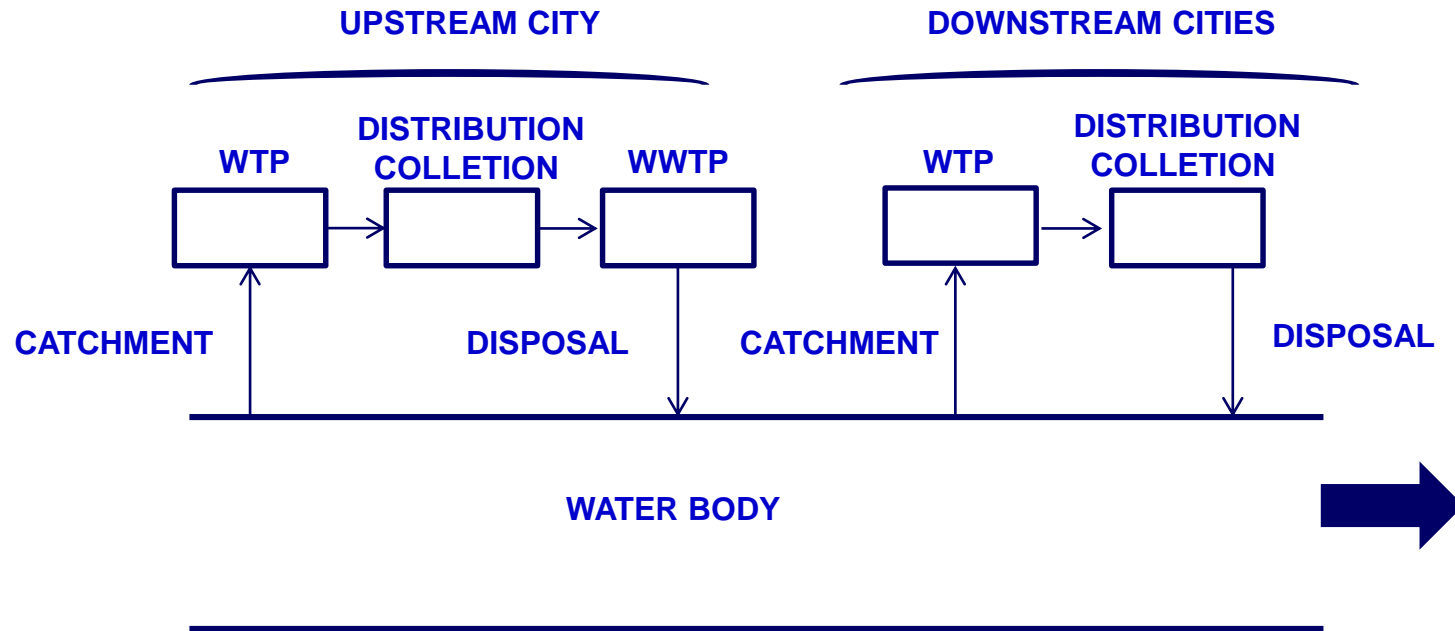 UPSTREAM CITY
DOWNSTREAM CITIES
WTP
DISTRIBUTION
COLLETION
WWTP
WTP
DISTRIBUTION
COLLETION
CATCHMENT
DISPOSAL
CATCHMENT
DISPOSAL
WATER BODY